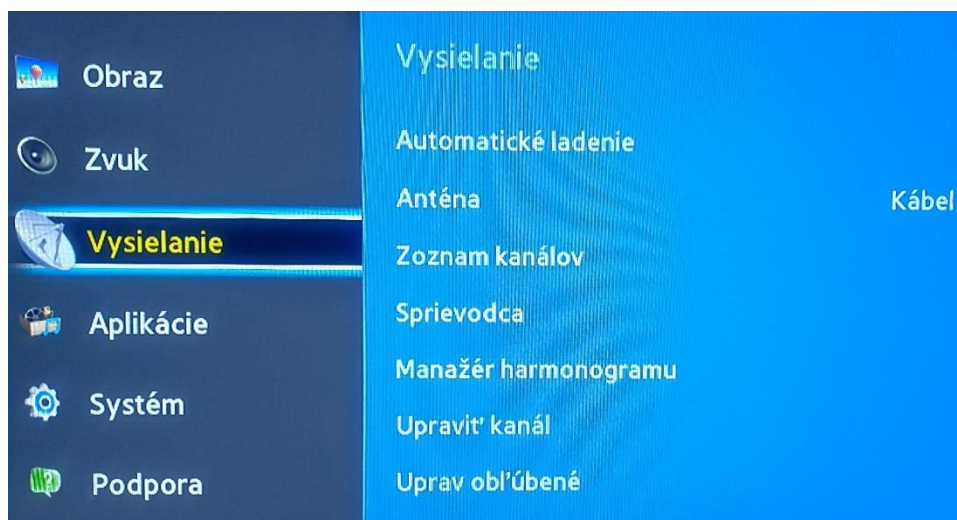 Obraz
Zvuk
Vysielanie
Aplikácie
Systém
Podpora
Vysielanie
Automatické ladenie
Anténa Kábel
Zoznam kanálov
Sprievodca
Manažér harmonogramu
Upraviť kanál
Uprav obľúbené